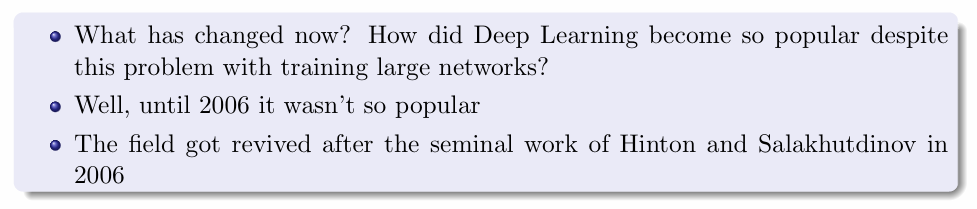 What has changed now? How did Deep Learning become so popular despite
this problem with training large networks?
Well, until 2006 it wasn't so popular
The field got revived after the seminal work of Hinton and Salakhutdinov in
2006